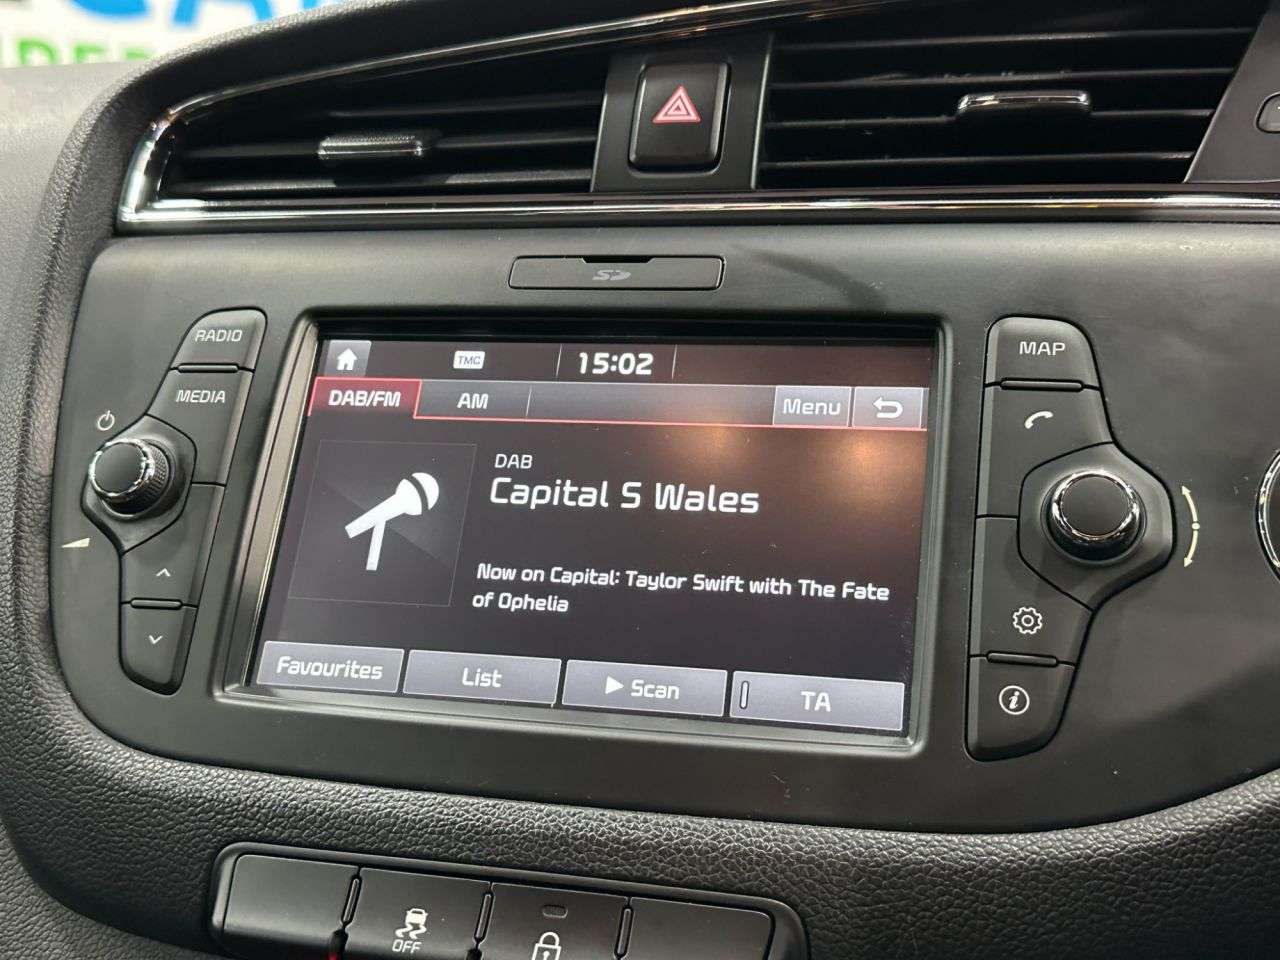 SD
RADIO
MEDIA
MAP
TMC
15:02
DAB/FM
AM
Menu
DAB
Capital S Wales
Now on Capital: Taylor Swift with The Fate
of Ophelia
Favourites
List
Scan
TA
i
OFF